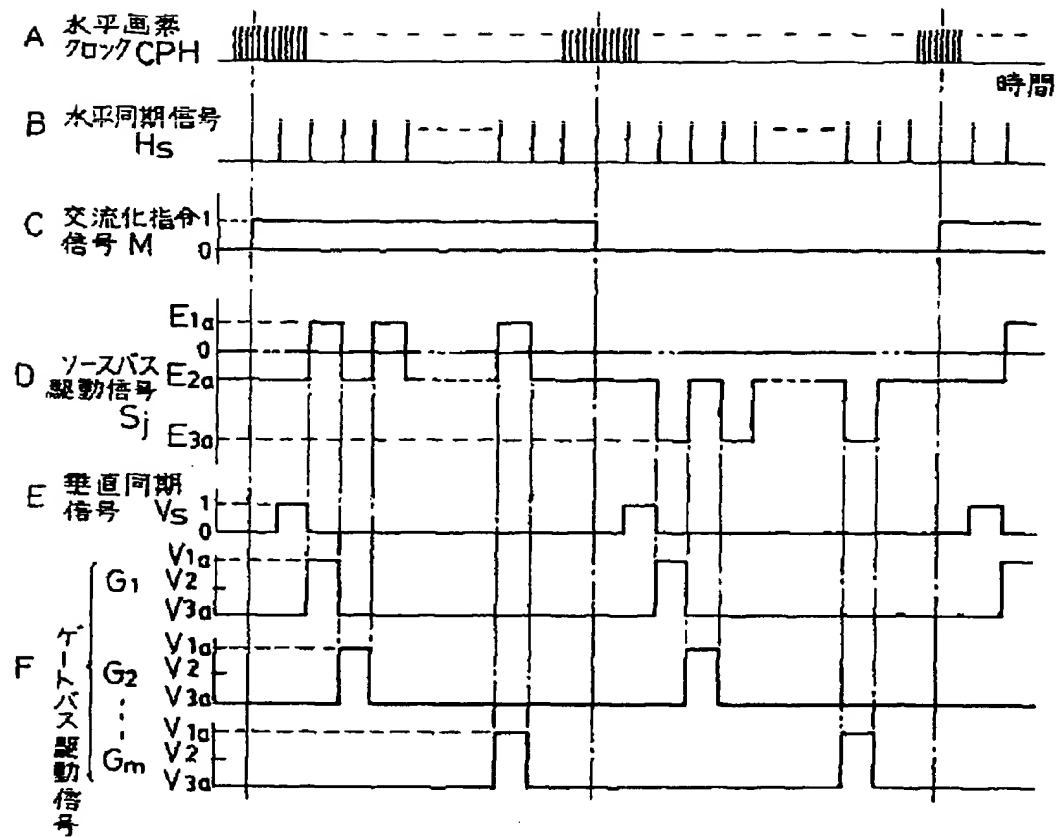 A 水平画素
クロック CPH
時間
B 水平同期信号
Hs
C 交流化指令
信号 M
1
0
D ソースバス
駆動信号
Sj
E1a
0
E2a
E3a
E 垂直同期
信号 Vs
1
0
F ゲートバス駆動信号
G1
V1a
V2
V3a
G2
V1a
V2
V3a
Gm
V1a
V2
V3a